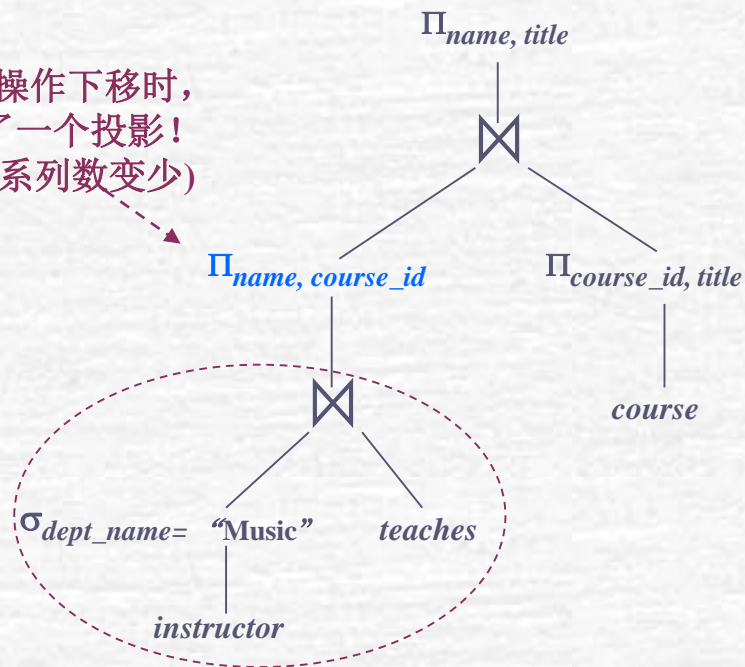 Πname, title
操作下移时，
了一个投影！
系列数变少)
⋈
Πname, course_id
Πcourse_id, title
⋈
course
σdept_name= “Music”
teaches
instructor